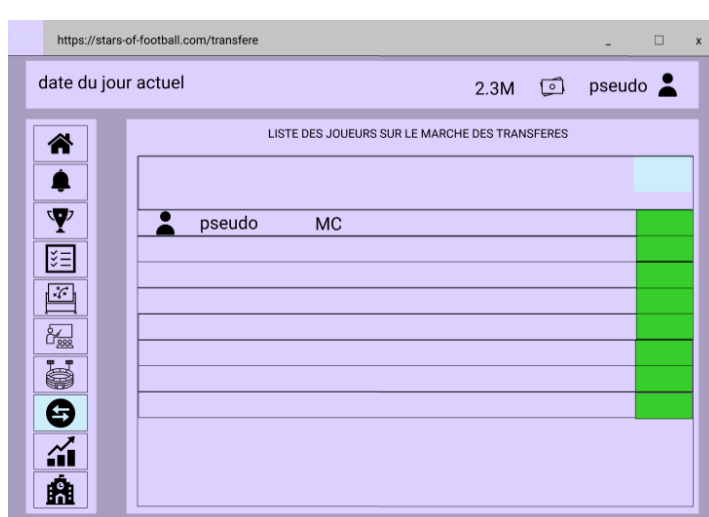 https://stars-of-football.com/transfere
date du jour actuel
2.3M
pseudo
LISTE DES JOUEURS SUR LE MARCHE DES TRANSFERES
pseudo MC